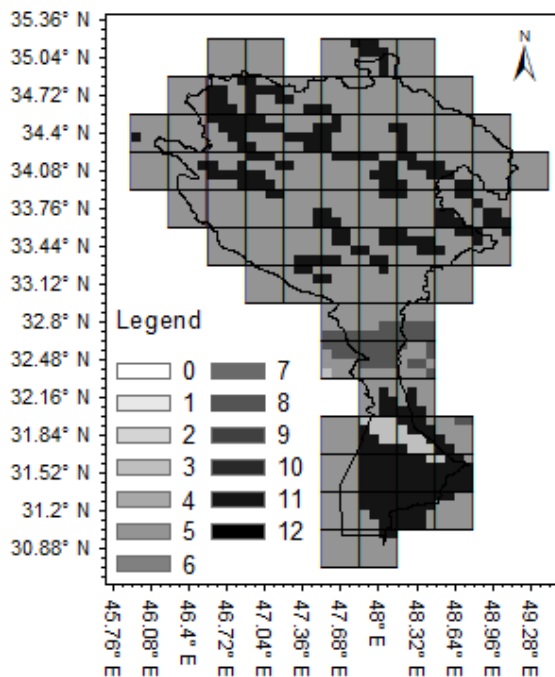 35.36° N
N
35.04° N
34.72° N
34.4° N
34.08° N
33.76° N
33.44° N
33.12° N
32.8° N
32.48° N
32.16° N
31.84° N
31.52° N
31.2° N
30.88° N
Legend
0
1
2
3
4
5
6
7
8
9
10
11
12
45.76° E
46.08° E
46.4° E
46.72° E
47.04° E
47.36° E
47.68° E
48° E
48.32° E
48.64° E
48.96° E
49.28° E